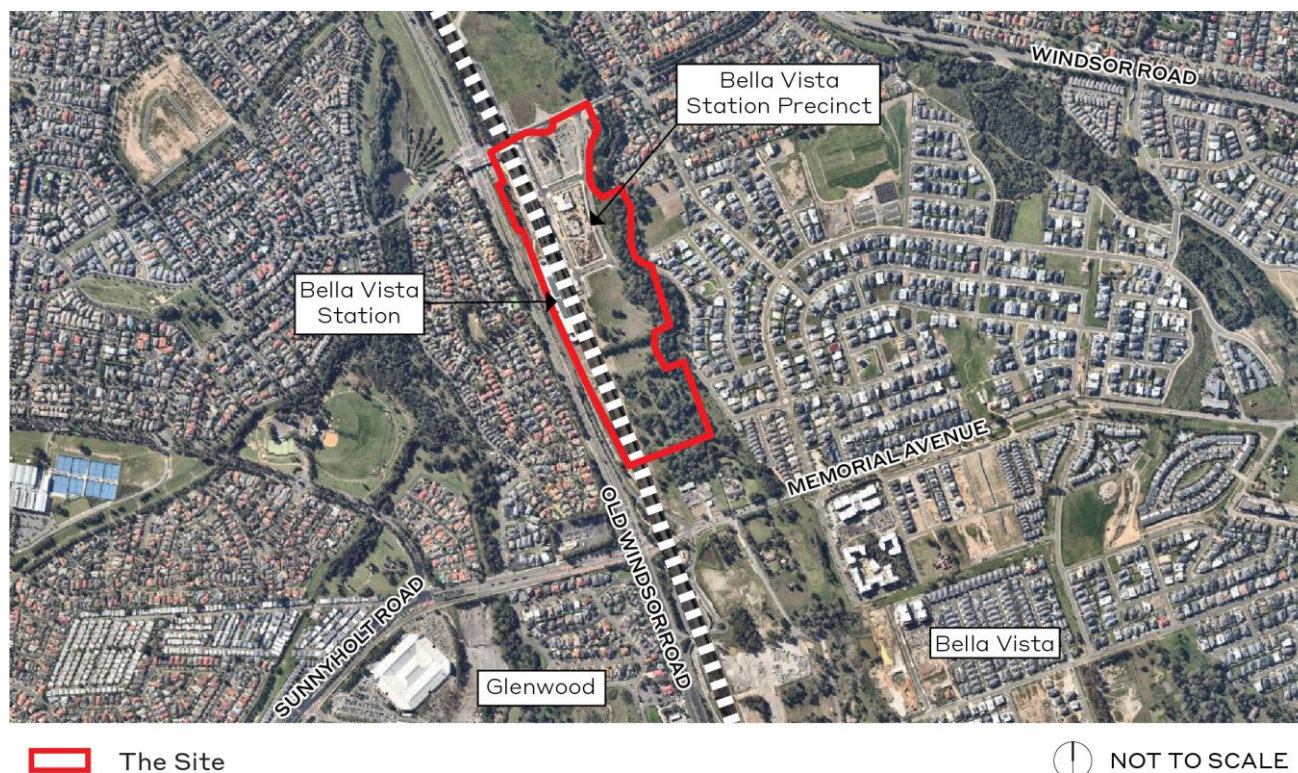 WINDSOR ROAD
Bella Vista
Station Precinct
Bella Vista
Station
MEMORIAL AVENUE
OLD WINDSOR ROAD
SUNNYHOLT ROAD
Bella Vista
Glenwood
The Site
NOT TO SCALE